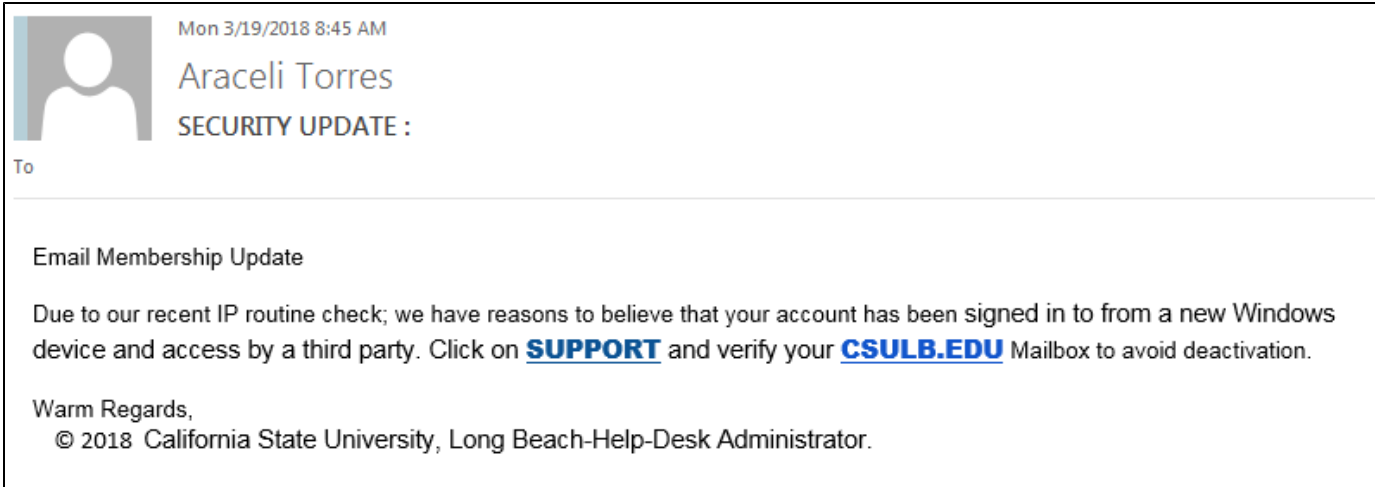 Mon 3/19/2018 8:45 AM
Araceli Torres
SECURITY UPDATE :
To
Email Membership Update
Due to our recent IP routine check; we have reasons to believe that your account has been signed in to from a new Windows
device and access by a third party. Click on SUPPORT and verify your CSULB.EDU Mailbox to avoid deactivation.
Warm Regards,
© 2018 California State University, Long Beach-Help-Desk Administrator.